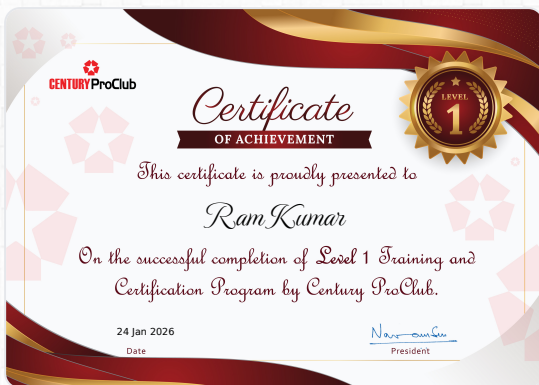 CENTURY ProClub
Certificate
OF ACHIEVEMENT
LEVEL
1
This certificate is proudly presented to
Ram Kumar
On the successful completion of Level 1 Training and
Certification Program by Century ProClub.
24 Jan 2026
Date
President